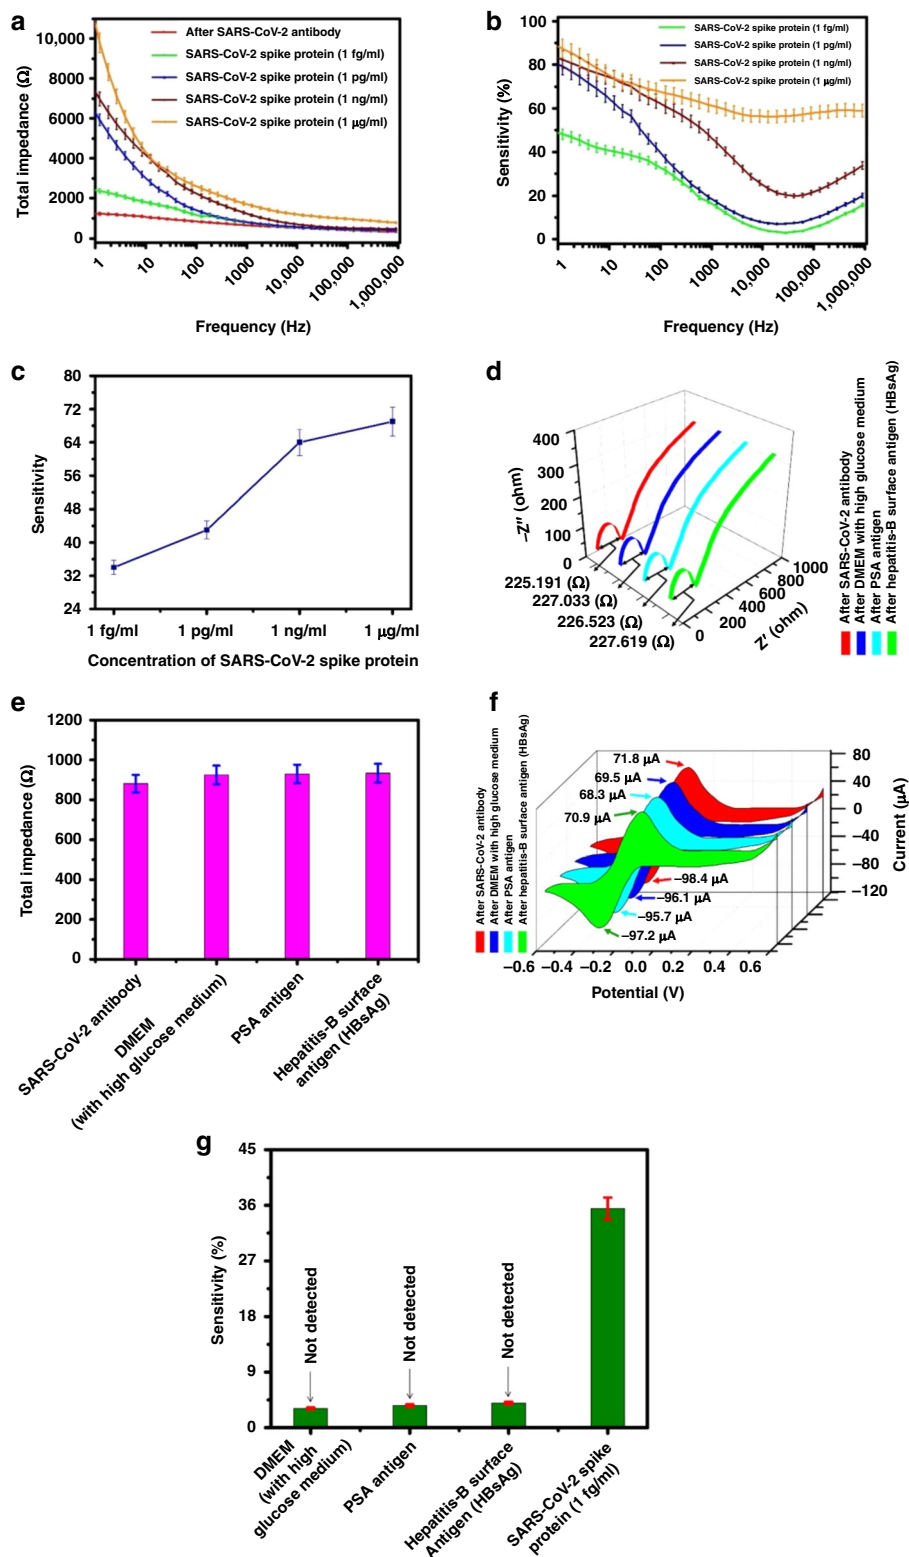 a
10,000
8000
6000
4000
2000
0
Total impedance (Ω)
After SARS-CoV-2 antibody
SARS-CoV-2 spike protein (1 fg/ml)
SARS-CoV-2 spike protein (1 pg/ml)
SARS-CoV-2 spike protein (1 ng/ml)
SARS-CoV-2 spike protein (1 µg/ml)
1
10
100
1000
10,000
100,000
1,000,000
Frequency (Hz)
b
100
80
60
40
20
0
Sensitivity (%)
SARS-CoV-2 spike protein (1 fg/ml)
SARS-CoV-2 spike protein (1 pg/ml)
SARS-CoV-2 spike protein (1 ng/ml)
SARS-CoV-2 spike protein (1 µg/ml)
1
10
100
1000
10,000
100,000
1,000,000
Frequency (Hz)
c
80
72
64
56
48
40
32
24
Sensitivity
1 fg/ml
1 pg/ml
1 ng/ml
1 µg/ml
Concentration of SARS-CoV-2 spike protein
d
400
300
200
100
0
–Z″ (ohm)
225.191 (Ω)
227.033 (Ω)
226.523 (Ω)
227.619 (Ω)
0
200
400
600
800
1000
Z′ (ohm)
After SARS-CoV-2 antibody
After DMEM with high glucose medium
After PSA antigen
After hepatitis-B surface antigen (HBsAg)
e
1200
1000
800
600
400
200
0
Total impedance (Ω)
SARS-CoV-2 antibody
DMEM
(with high glucose medium)
PSA antigen
Hepatitis-B surface
antigen (HBsAg)
f
After SARS-CoV-2 antibody
After DMEM with high glucose medium
After PSA antigen
After hepatitis-B surface antigen (HBsAg)
71.8 µA
69.5 µA
68.3 µA
70.9 µA
–98.4 µA
–96.1 µA
–95.7 µA
–97.2 µA
80
40
0
–40
–80
–120
Current (µA)
–0.6
–0.4
–0.2
0.0
0.2
0.4
0.6
Potential (V)
g
45
36
27
18
9
0
Sensitivity (%)
Not detected
Not detected
Not detected
DMEM
(with high
glucose medium)
PSA antigen
Hepatitis-B surface
Antigen (HBsAg)
SARS-CoV-2 spike
protein (1 fg/ml)